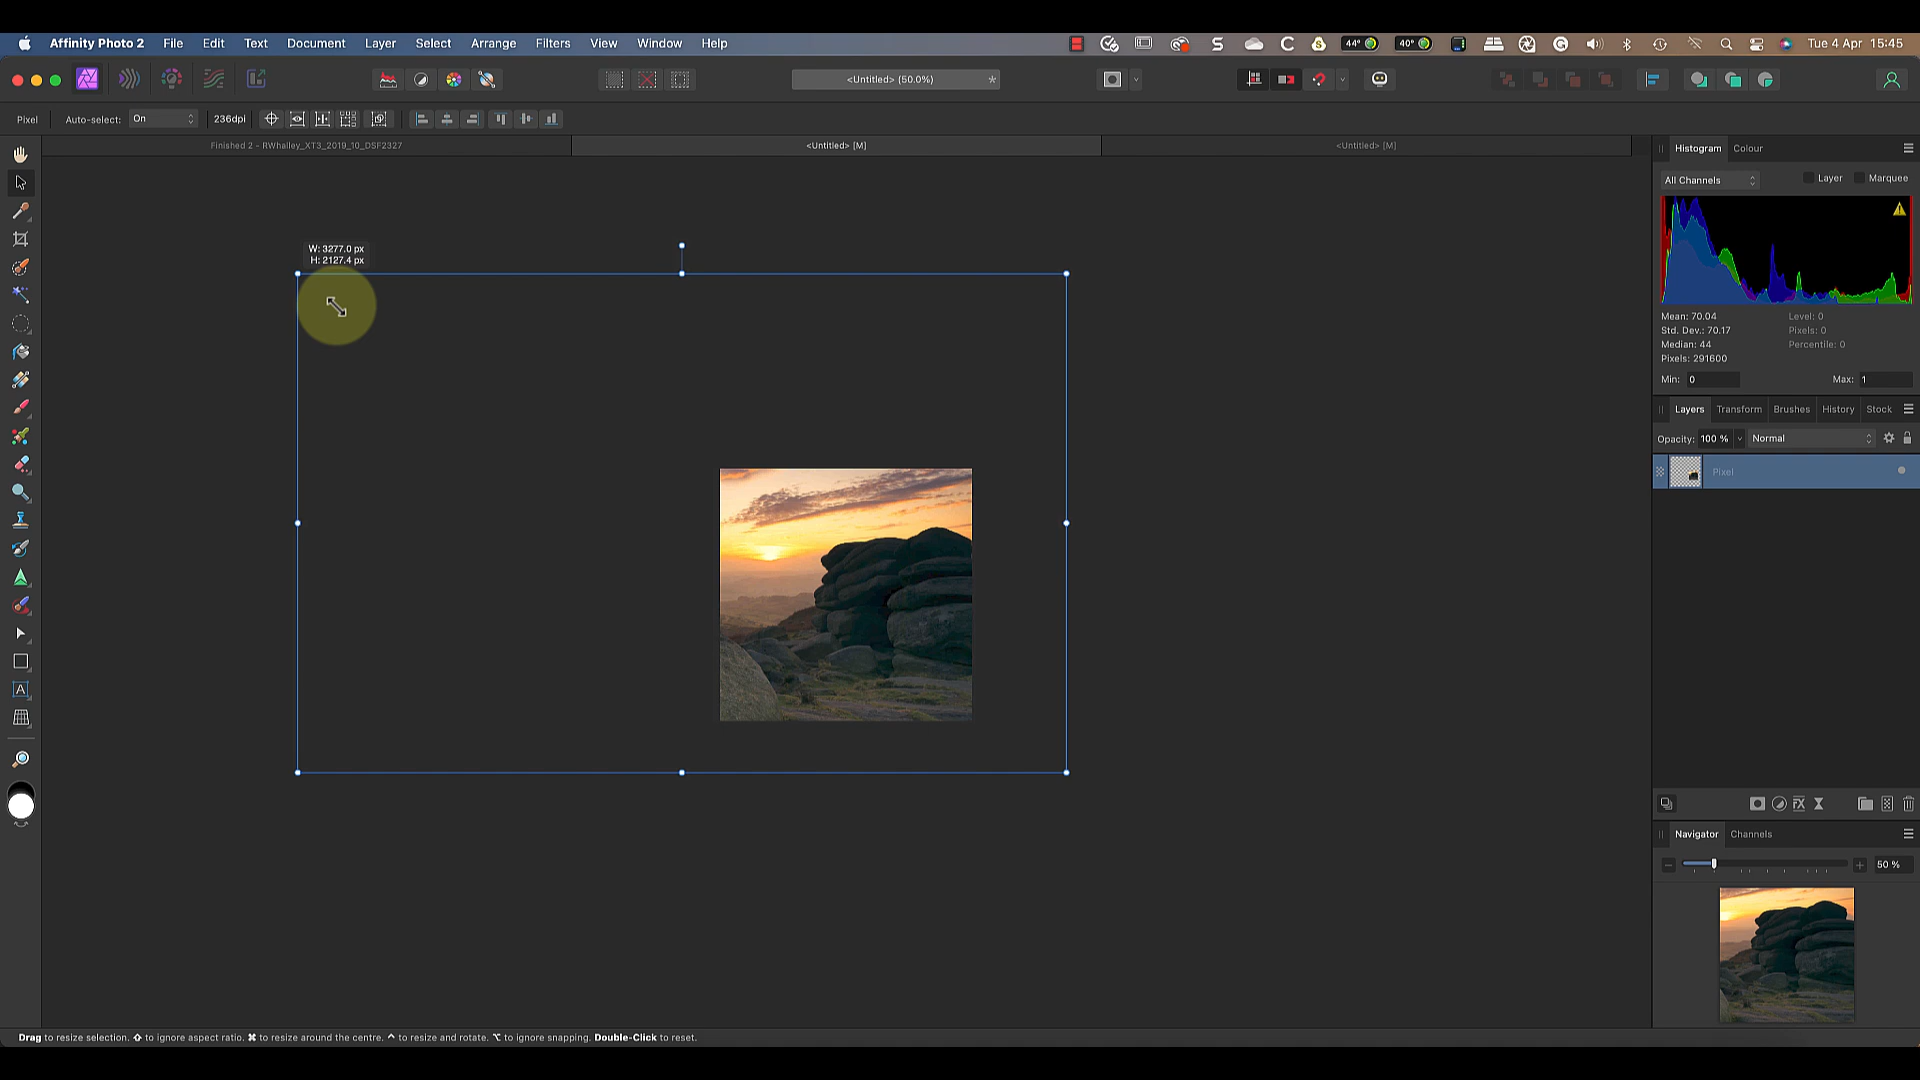 Affinity Photo 2 File Edit Text Document Layer Select Arrange Filters View Window Help 44° 40° Tue 4 Apr 15:45
<Untitled> (50.0%) *
Pixel Auto-select: On 236dpi
Finished 2 - RWhalley_XT3_2019_10_DSF2327 <Untitled> [M] <Untitled> [M]
Histogram Colour
All Channels Layer Marquee
W: 3277.0 px
H: 2127.4 px
Mean: 70.04 Level: 0
Std. Dev.: 70.17 Pixels: 0
Median: 44 Percentile: 0
Pixels: 291600
Min: 0 Max: 1
Layers Transform Brushes History Stock
Opacity: 100 % Normal
Pixel
Navigator Channels
50 %
Drag to resize selection. ⇧ to ignore aspect ratio. ⌘ to resize around the centre. ^ to resize and rotate. ⌥ to ignore snapping. Double-Click to reset.